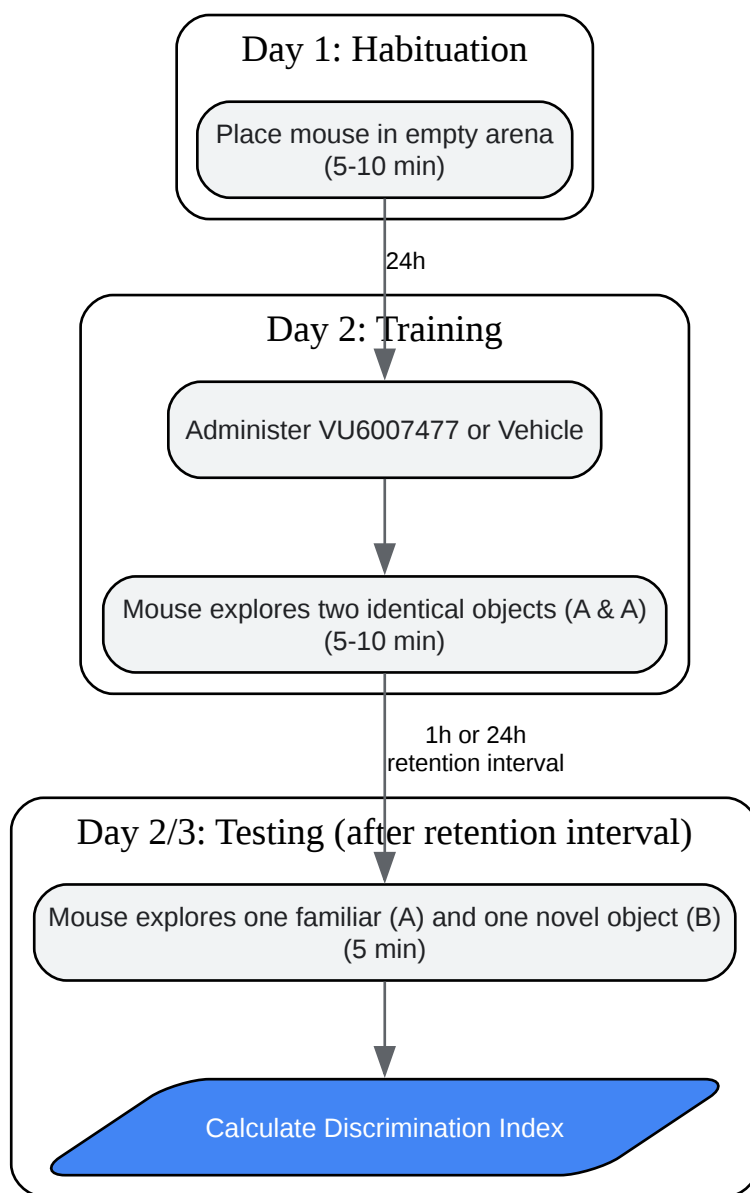 Day 1: Habituation
Place mouse in empty arena
(5-10 min)
24h
Day 2: Training
Administer VU6007477 or Vehicle
Mouse explores two identical objects (A & A)
(5-10 min)
1h or 24h
retention interval
Day 2/3: Testing (after retention interval)
Mouse explores one familiar (A) and one novel object (B)
(5 min)
Calculate Discrimination Index